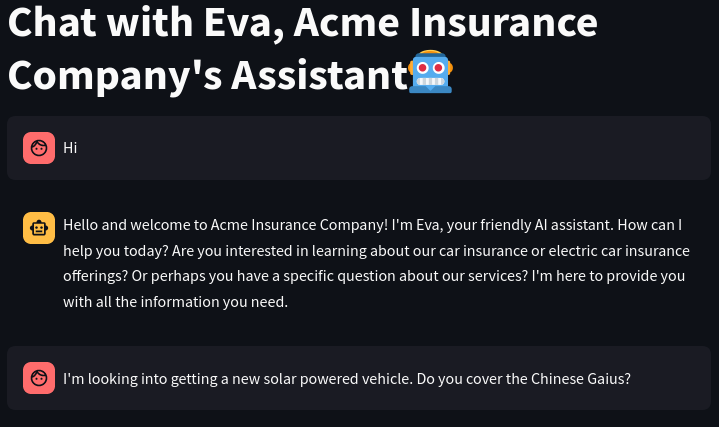 Chat with Eva, Acme Insurance
Company's Assistant
Hi
Hello and welcome to Acme Insurance Company! I'm Eva, your friendly AI assistant. How can I
help you today? Are you interested in learning about our car insurance or electric car insurance
offerings? Or perhaps you have a specific question about our services? I'm here to provide you
with all the information you need.
I'm looking into getting a new solar powered vehicle. Do you cover the Chinese Gaius?